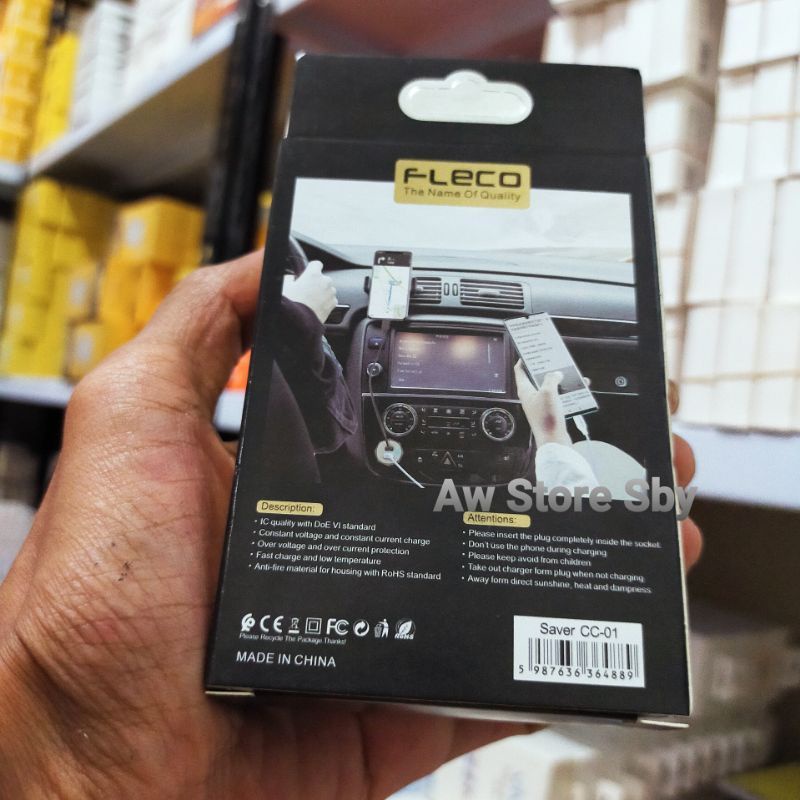 FLECO
The Name Of Quality
Aw Store Sby
Description:
• IC quality with DoE VI standard
• Constant voltage and constant current charge
• Over voltage and over current protection
• Fast charge and low temperature
• Anti-fire material for housing with RoHS standard
Attentions:
• Please insert the plug completely inside the socket.
• Don't use the phone during charging
• Please keep avoid from children
• Take out charger form plug when not charging
• Away form direct sunshine, heat and dampness
CE FC RoHS
Please Recycle The Package.Thanks!
MADE IN CHINA
Saver CC-01
5 987636 364889